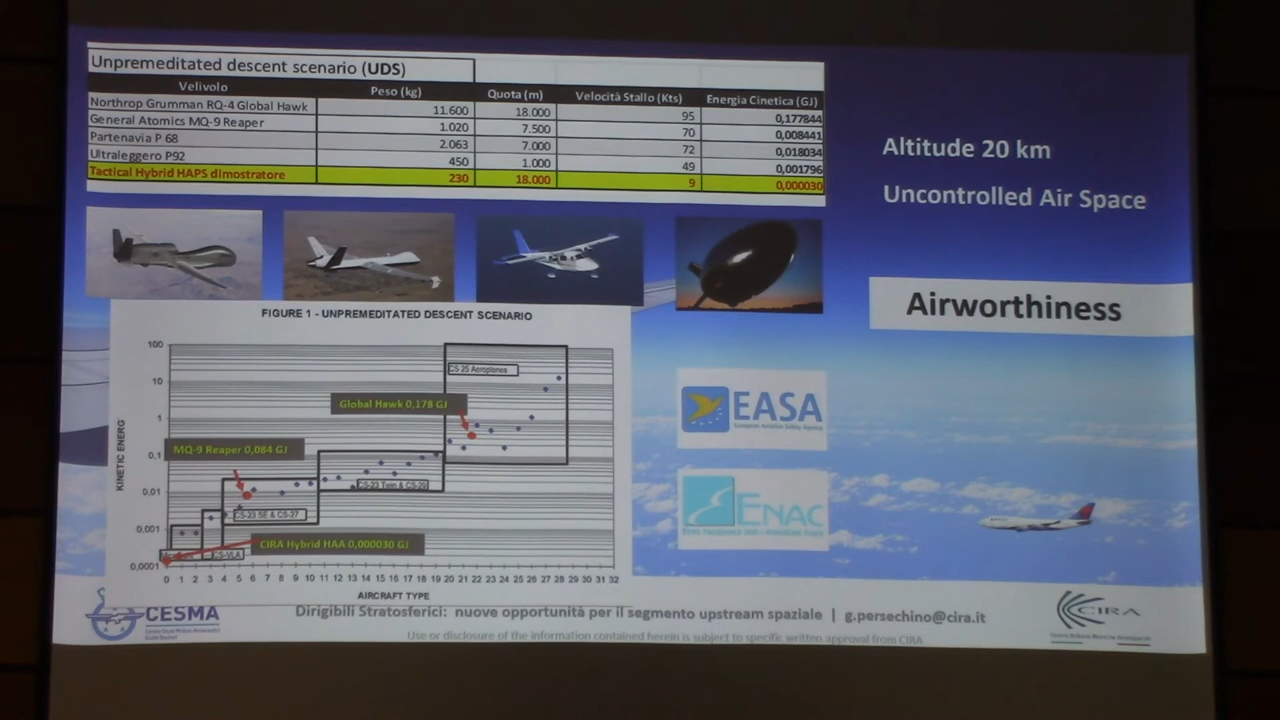 Unpremeditated descent scenario (UDS)
Velivolo Peso (kg) Quota (m) Velocità Stallo (Kts) Energia Cinetica (GJ)
Northrop Grumman RQ-4 Global Hawk 11.600 18.000 95 0,177844
General Atomics MQ-9 Reaper 1.020 7.500 70 0,008441
Partenavia P 68 2.063 7.000 72 0,018034
Ultraleggero P92 450 1.000 49 0,001796
Tactical Hybrid HAPS dimostratore 230 18.000 9 0,000030
Altitude 20 km
Uncontrolled Air Space
Airworthiness
FIGURE 1 - UNPREMEDITATED DESCENT SCENARIO
KINETIC ENERG
100
10
1
0,1
0,01
0,001
0,0001
CS 25 Aeroplanes
Global Hawk 0,178 GJ
MQ-9 Reaper 0,084 GJ
CS-23 Twin & CS-29
CS-23 SE & CS-27
CS-VLA
CIRA Hybrid HAA 0,000030 GJ
0 1 2 3 4 5 6 7 8 9 10 11 12 13 14 15 16 17 18 19 20 21 22 23 24 25 26 27 28 29 30 31 32
AIRCRAFT TYPE
EASA
European Aviation Safety Agency
ENAC
CESMA
Dirigibili Stratosferici: nuove opportunità per il segmento upstream spaziale | g.persechino@cira.it
CIRA
Use or disclosure of the information contained herein is subject to specific written approval from CIRA